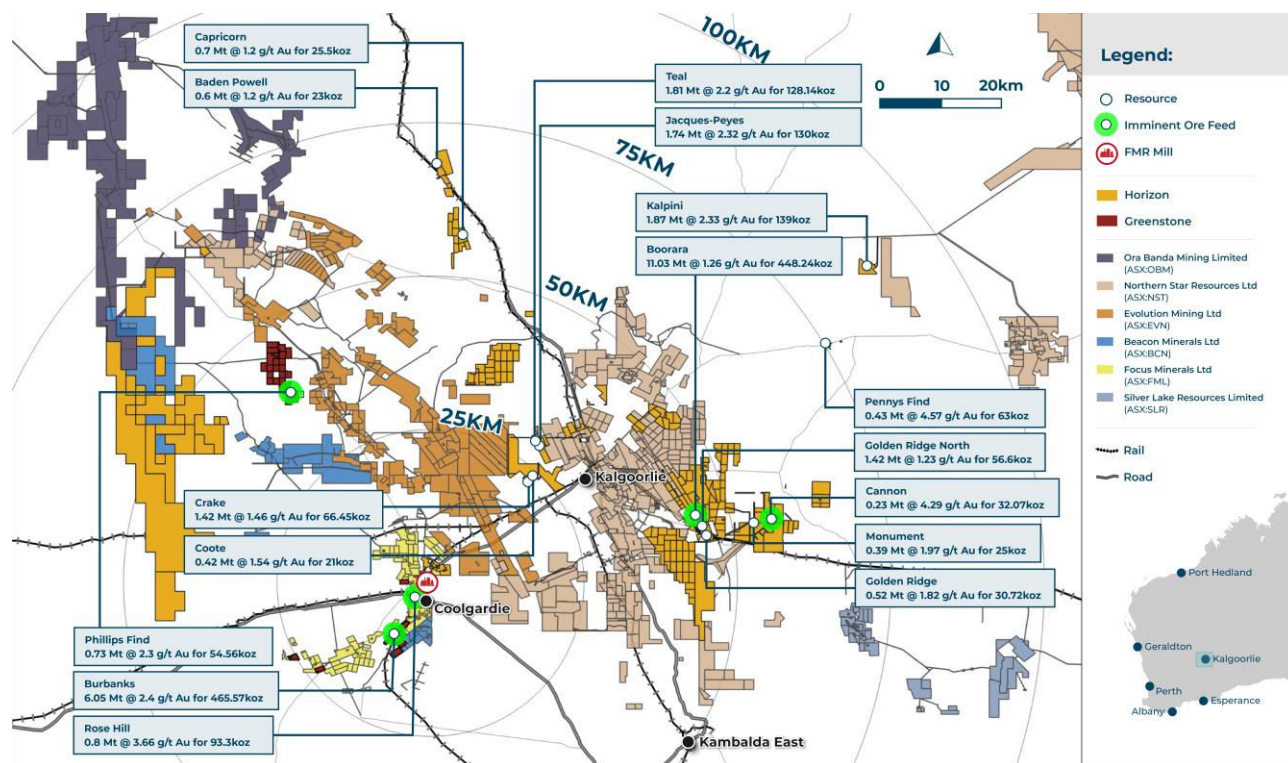 Capricorn
0.7 Mt @ 1.2 g/t Au for 25.5koz
Baden Powell
0.6 Mt @ 1.2 g/t Au for 23koz
100KM
75KM
50KM
25KM
0 10 20km
Teal
1.81 Mt @ 2.2 g/t Au for 128.14koz
Jacques-Peyes
1.74 Mt @ 2.32 g/t Au for 130koz
Kalpini
1.87 Mt @ 2.33 g/t Au for 139koz
Boorara
11.03 Mt @ 1.26 g/t Au for 448.24koz
Pennys Find
0.43 Mt @ 4.57 g/t Au for 63koz
Golden Ridge North
1.42 Mt @ 1.23 g/t Au for 56.6koz
Cannon
0.23 Mt @ 4.29 g/t Au for 32.07koz
Monument
0.39 Mt @ 1.97 g/t Au for 25koz
Golden Ridge
0.52 Mt @ 1.82 g/t Au for 30.72koz
Kalgoorlie
Crake
1.42 Mt @ 1.46 g/t Au for 66.45koz
Coote
0.42 Mt @ 1.54 g/t Au for 21koz
Coolgardie
Phillips Find
0.73 Mt @ 2.3 g/t Au for 54.56koz
Burbanks
6.05 Mt @ 2.4 g/t Au for 465.57koz
Rose Hill
0.8 Mt @ 3.66 g/t Au for 93.3koz
Kambalda East
Legend:
Resource
Imminent Ore Feed
FMR Mill
Horizon
Greenstone
Ora Banda Mining Limited
(ASX:OBM)
Northern Star Resources Ltd
(ASX:NST)
Evolution Mining Ltd
(ASX:EVN)
Beacon Minerals Ltd
(ASX:BCN)
Focus Minerals Ltd
(ASX:FML)
Silver Lake Resources Limited
(ASX:SLR)
Rail
Road
Port Hedland
Geraldton
Kalgoorlie
Perth
Esperance
Albany